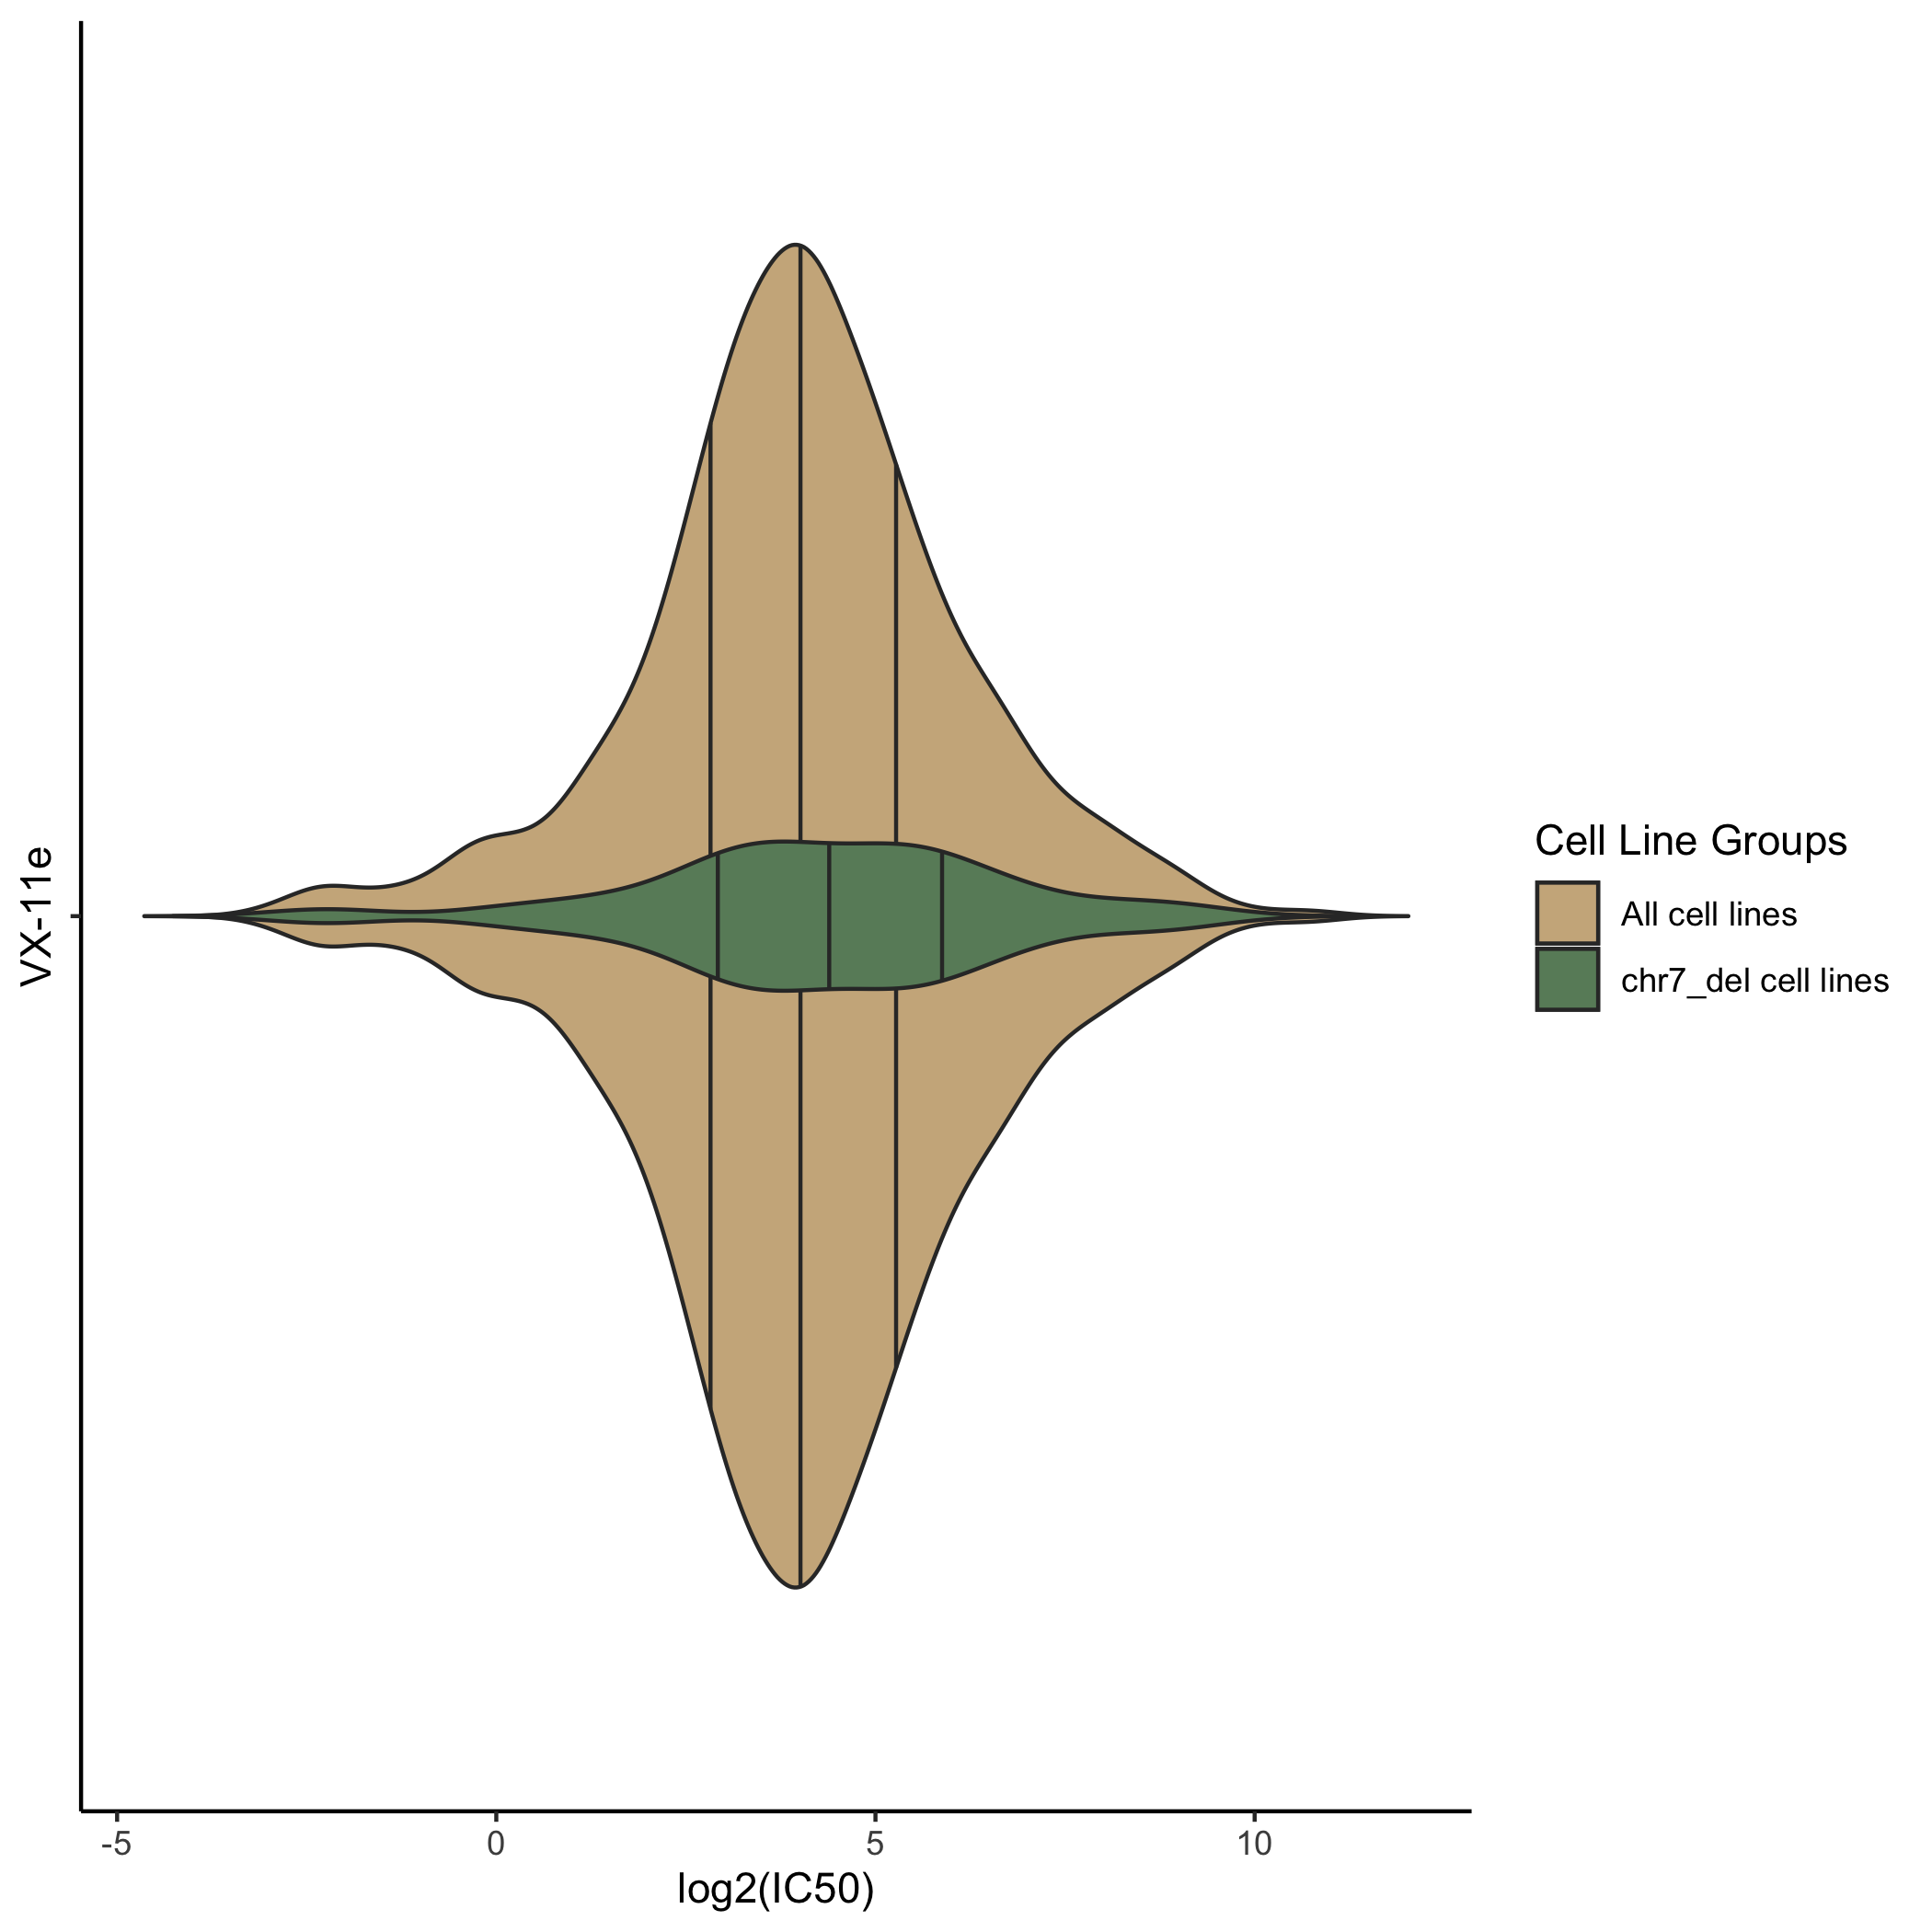 VX-11e
-5
0
5
10
log2(IC50)
Cell Line Groups
All cell lines
chr7_del cell lines